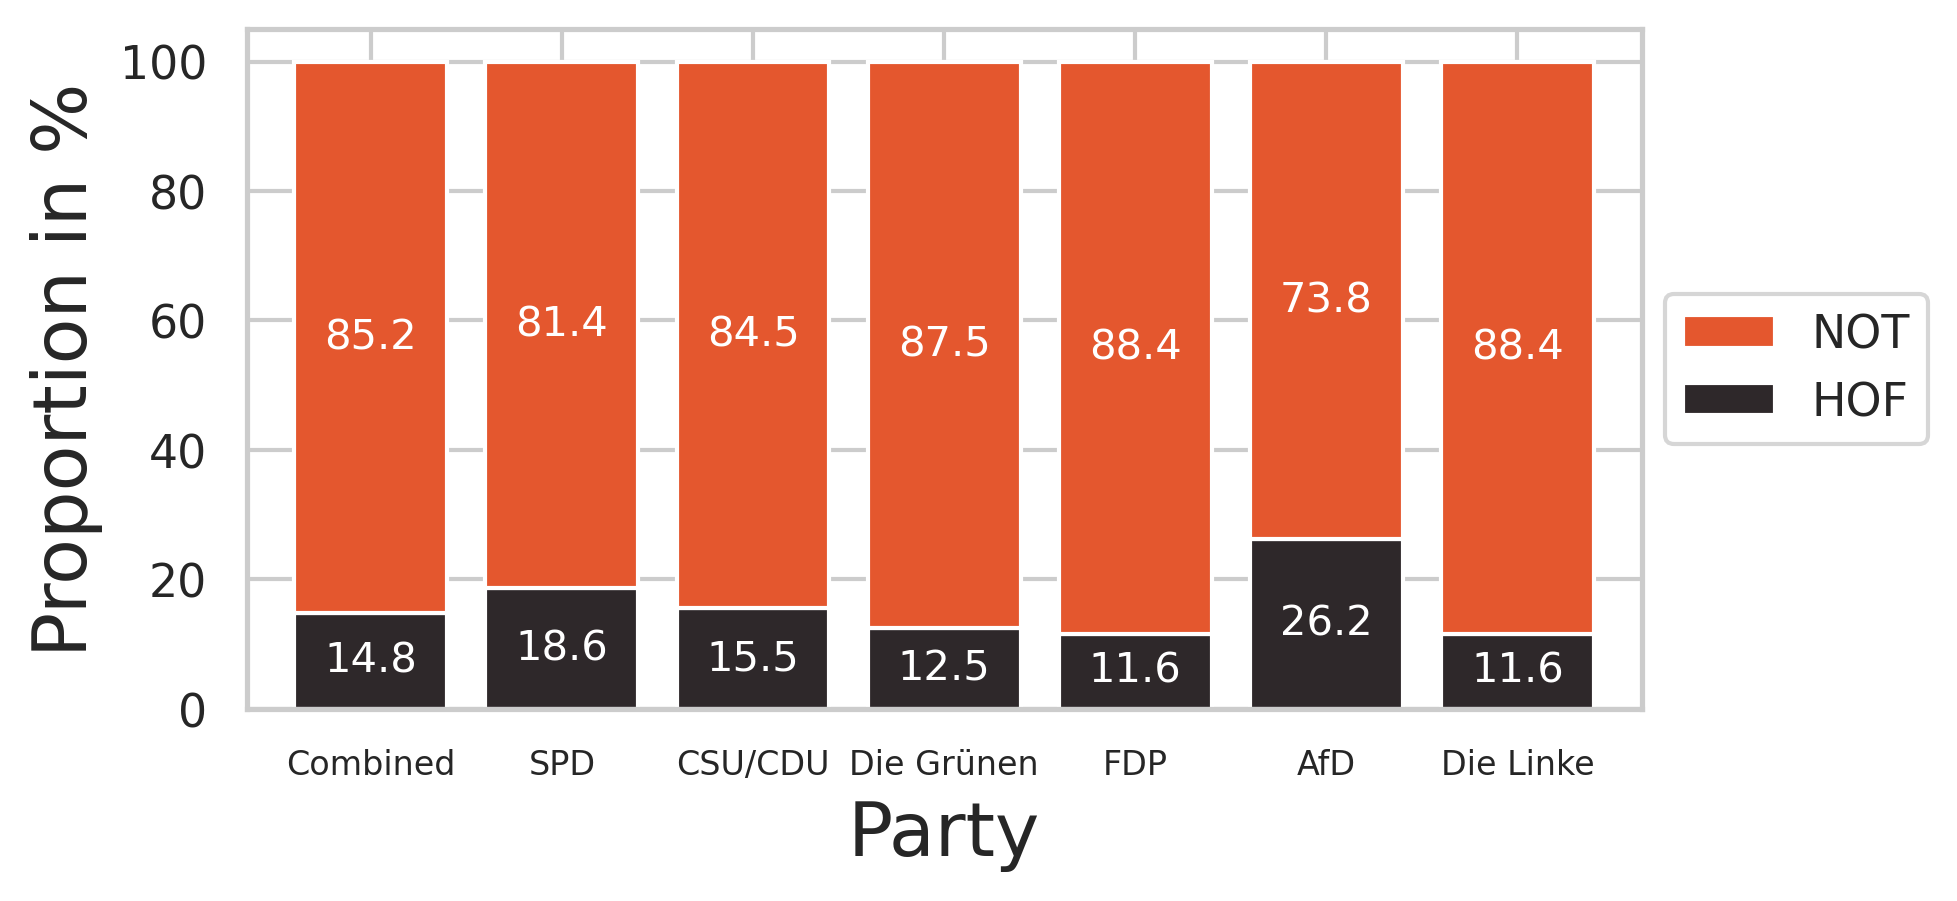 Proportion in %
100
80
60
40
20
0
85.2
81.4
84.5
87.5
88.4
73.8
88.4
14.8
18.6
15.5
12.5
11.6
26.2
11.6
Combined
SPD
CSU/CDU
Die Grünen
FDP
AfD
Die Linke
Party
NOT
HOF